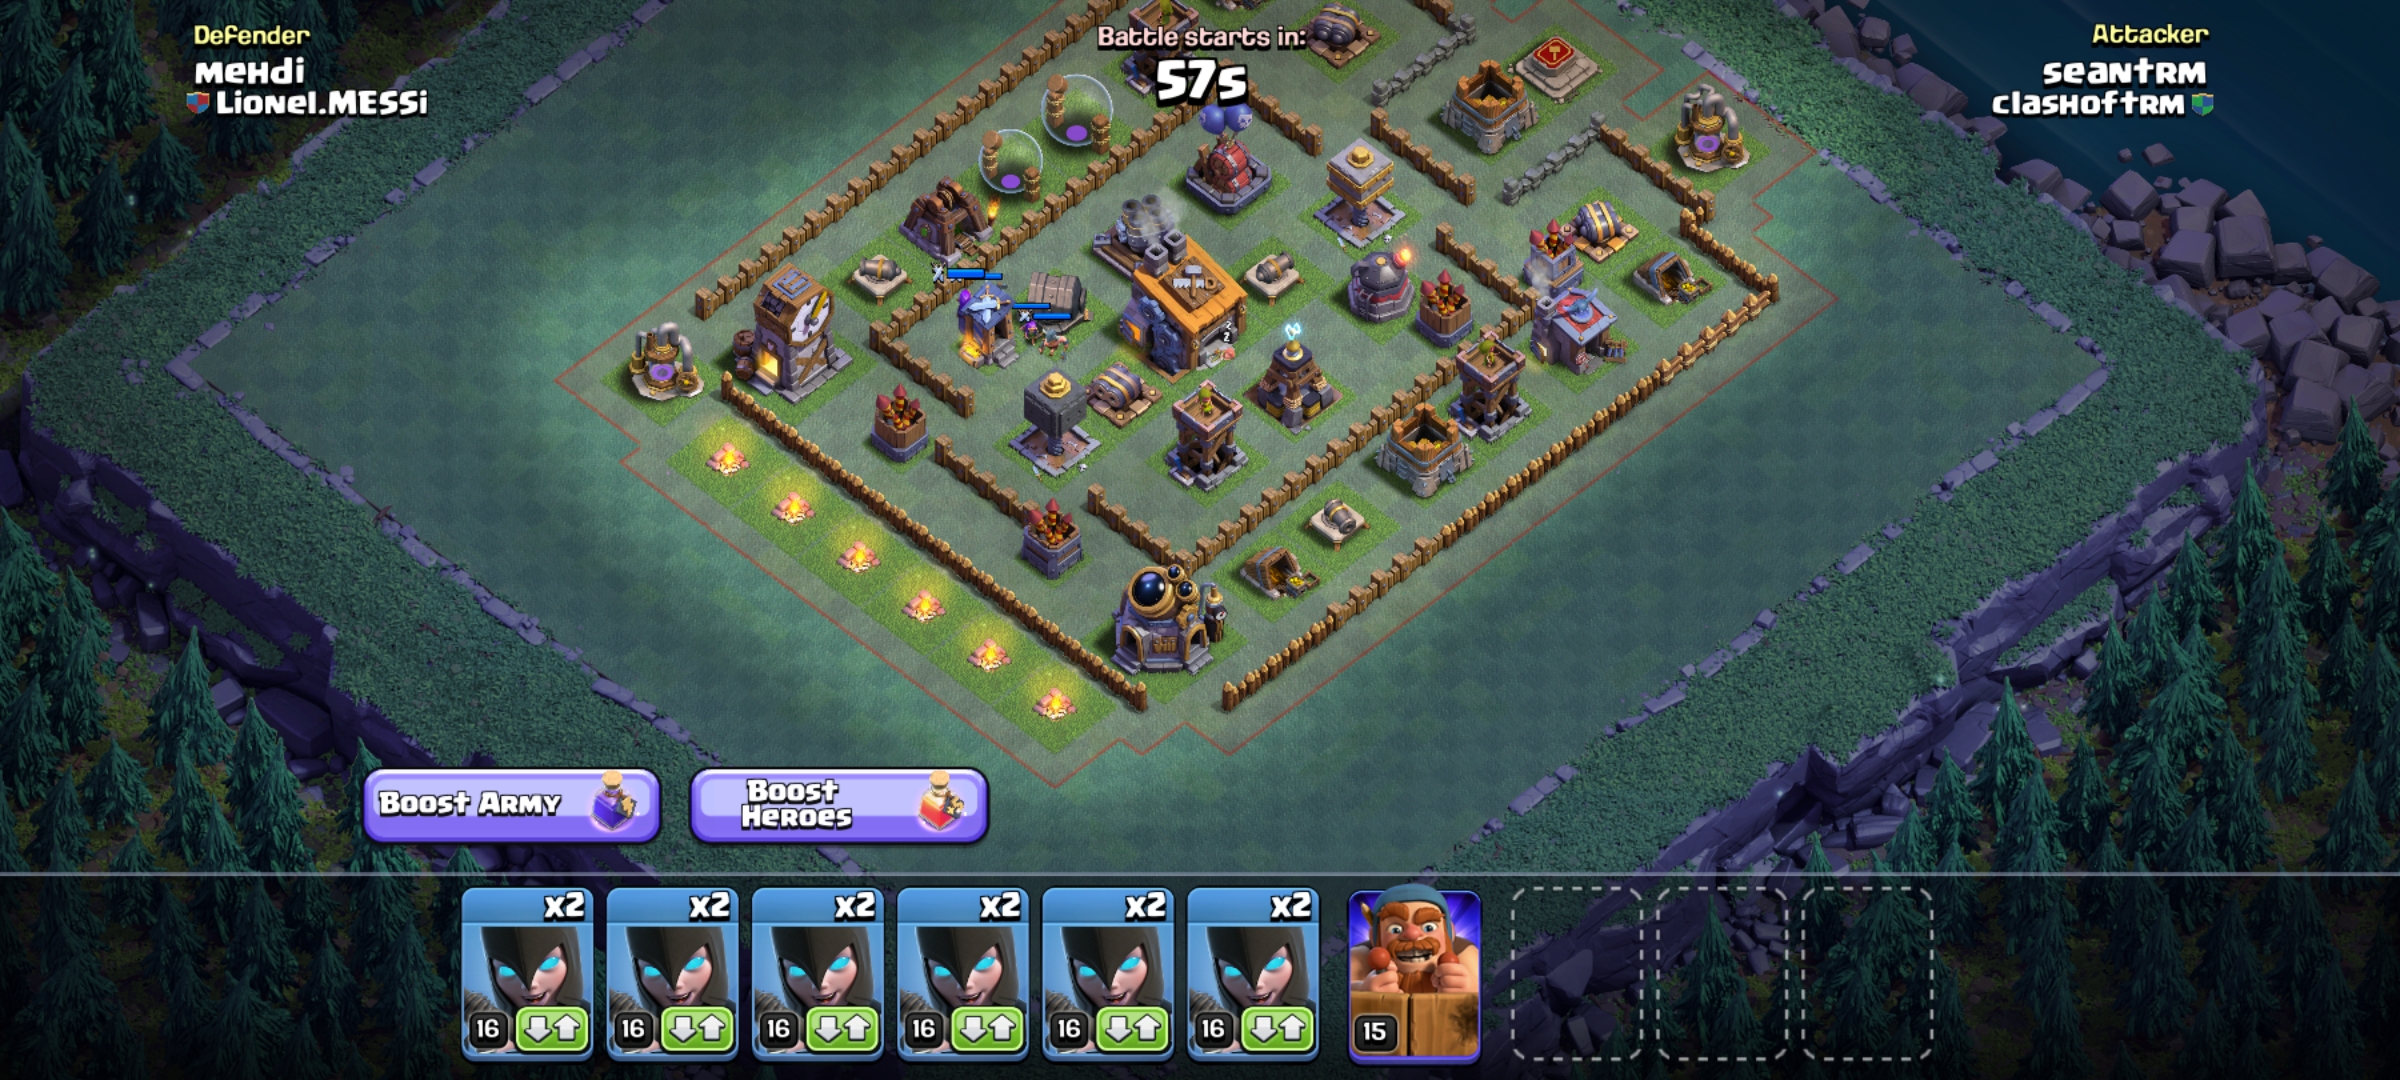 Defender
Mehdi
Lionel.MESSi
Battle starts in:
57s
Attacker
seantRM
clashoftRM
Boost Army
Boost
Heroes
x2
x2
x2
x2
x2
x2
16
16
16
16
16
16
15